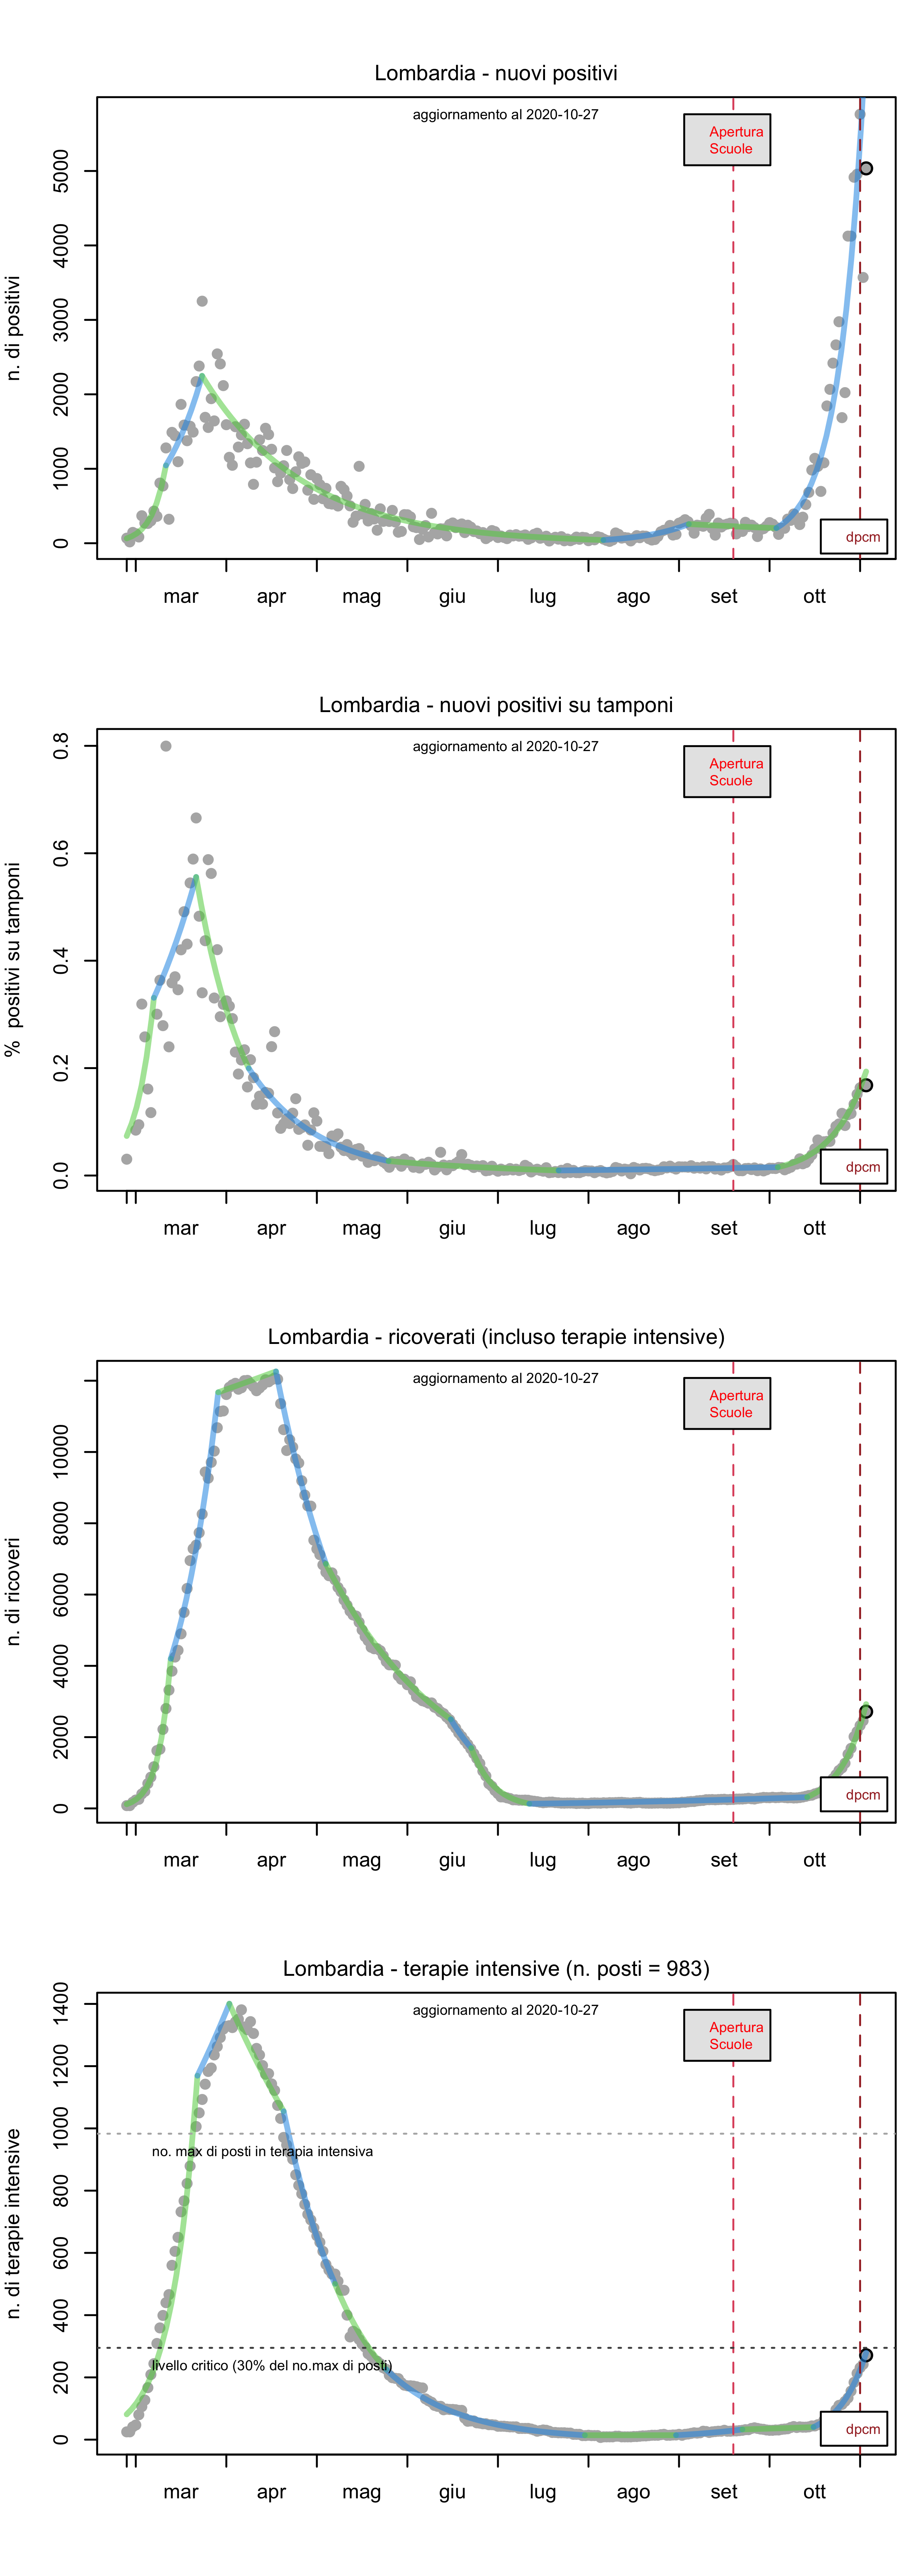 Lombardia - nuovi positivi
aggiornamento al 2020-10-27
Apertura
Scuole
n. di positivi
5000
4000
3000
2000
1000
0
dpcm
mar apr mag giu lug ago set ott
Lombardia - nuovi positivi su tamponi
aggiornamento al 2020-10-27
Apertura
Scuole
% positivi su tamponi
0.8
0.6
0.4
0.2
0.0
dpcm
mar apr mag giu lug ago set ott
Lombardia - ricoverati (incluso terapie intensive)
aggiornamento al 2020-10-27
Apertura
Scuole
n. di ricoveri
10000
8000
6000
4000
2000
0
dpcm
mar apr mag giu lug ago set ott
Lombardia - terapie intensive (n. posti = 983)
aggiornamento al 2020-10-27
Apertura
Scuole
n. di terapie intensive
1400
1200
1000
no. max di posti in terapia intensiva
800
600
400
livello critico (30% del no.max di posti)
200
0
dpcm
mar apr mag giu lug ago set ott